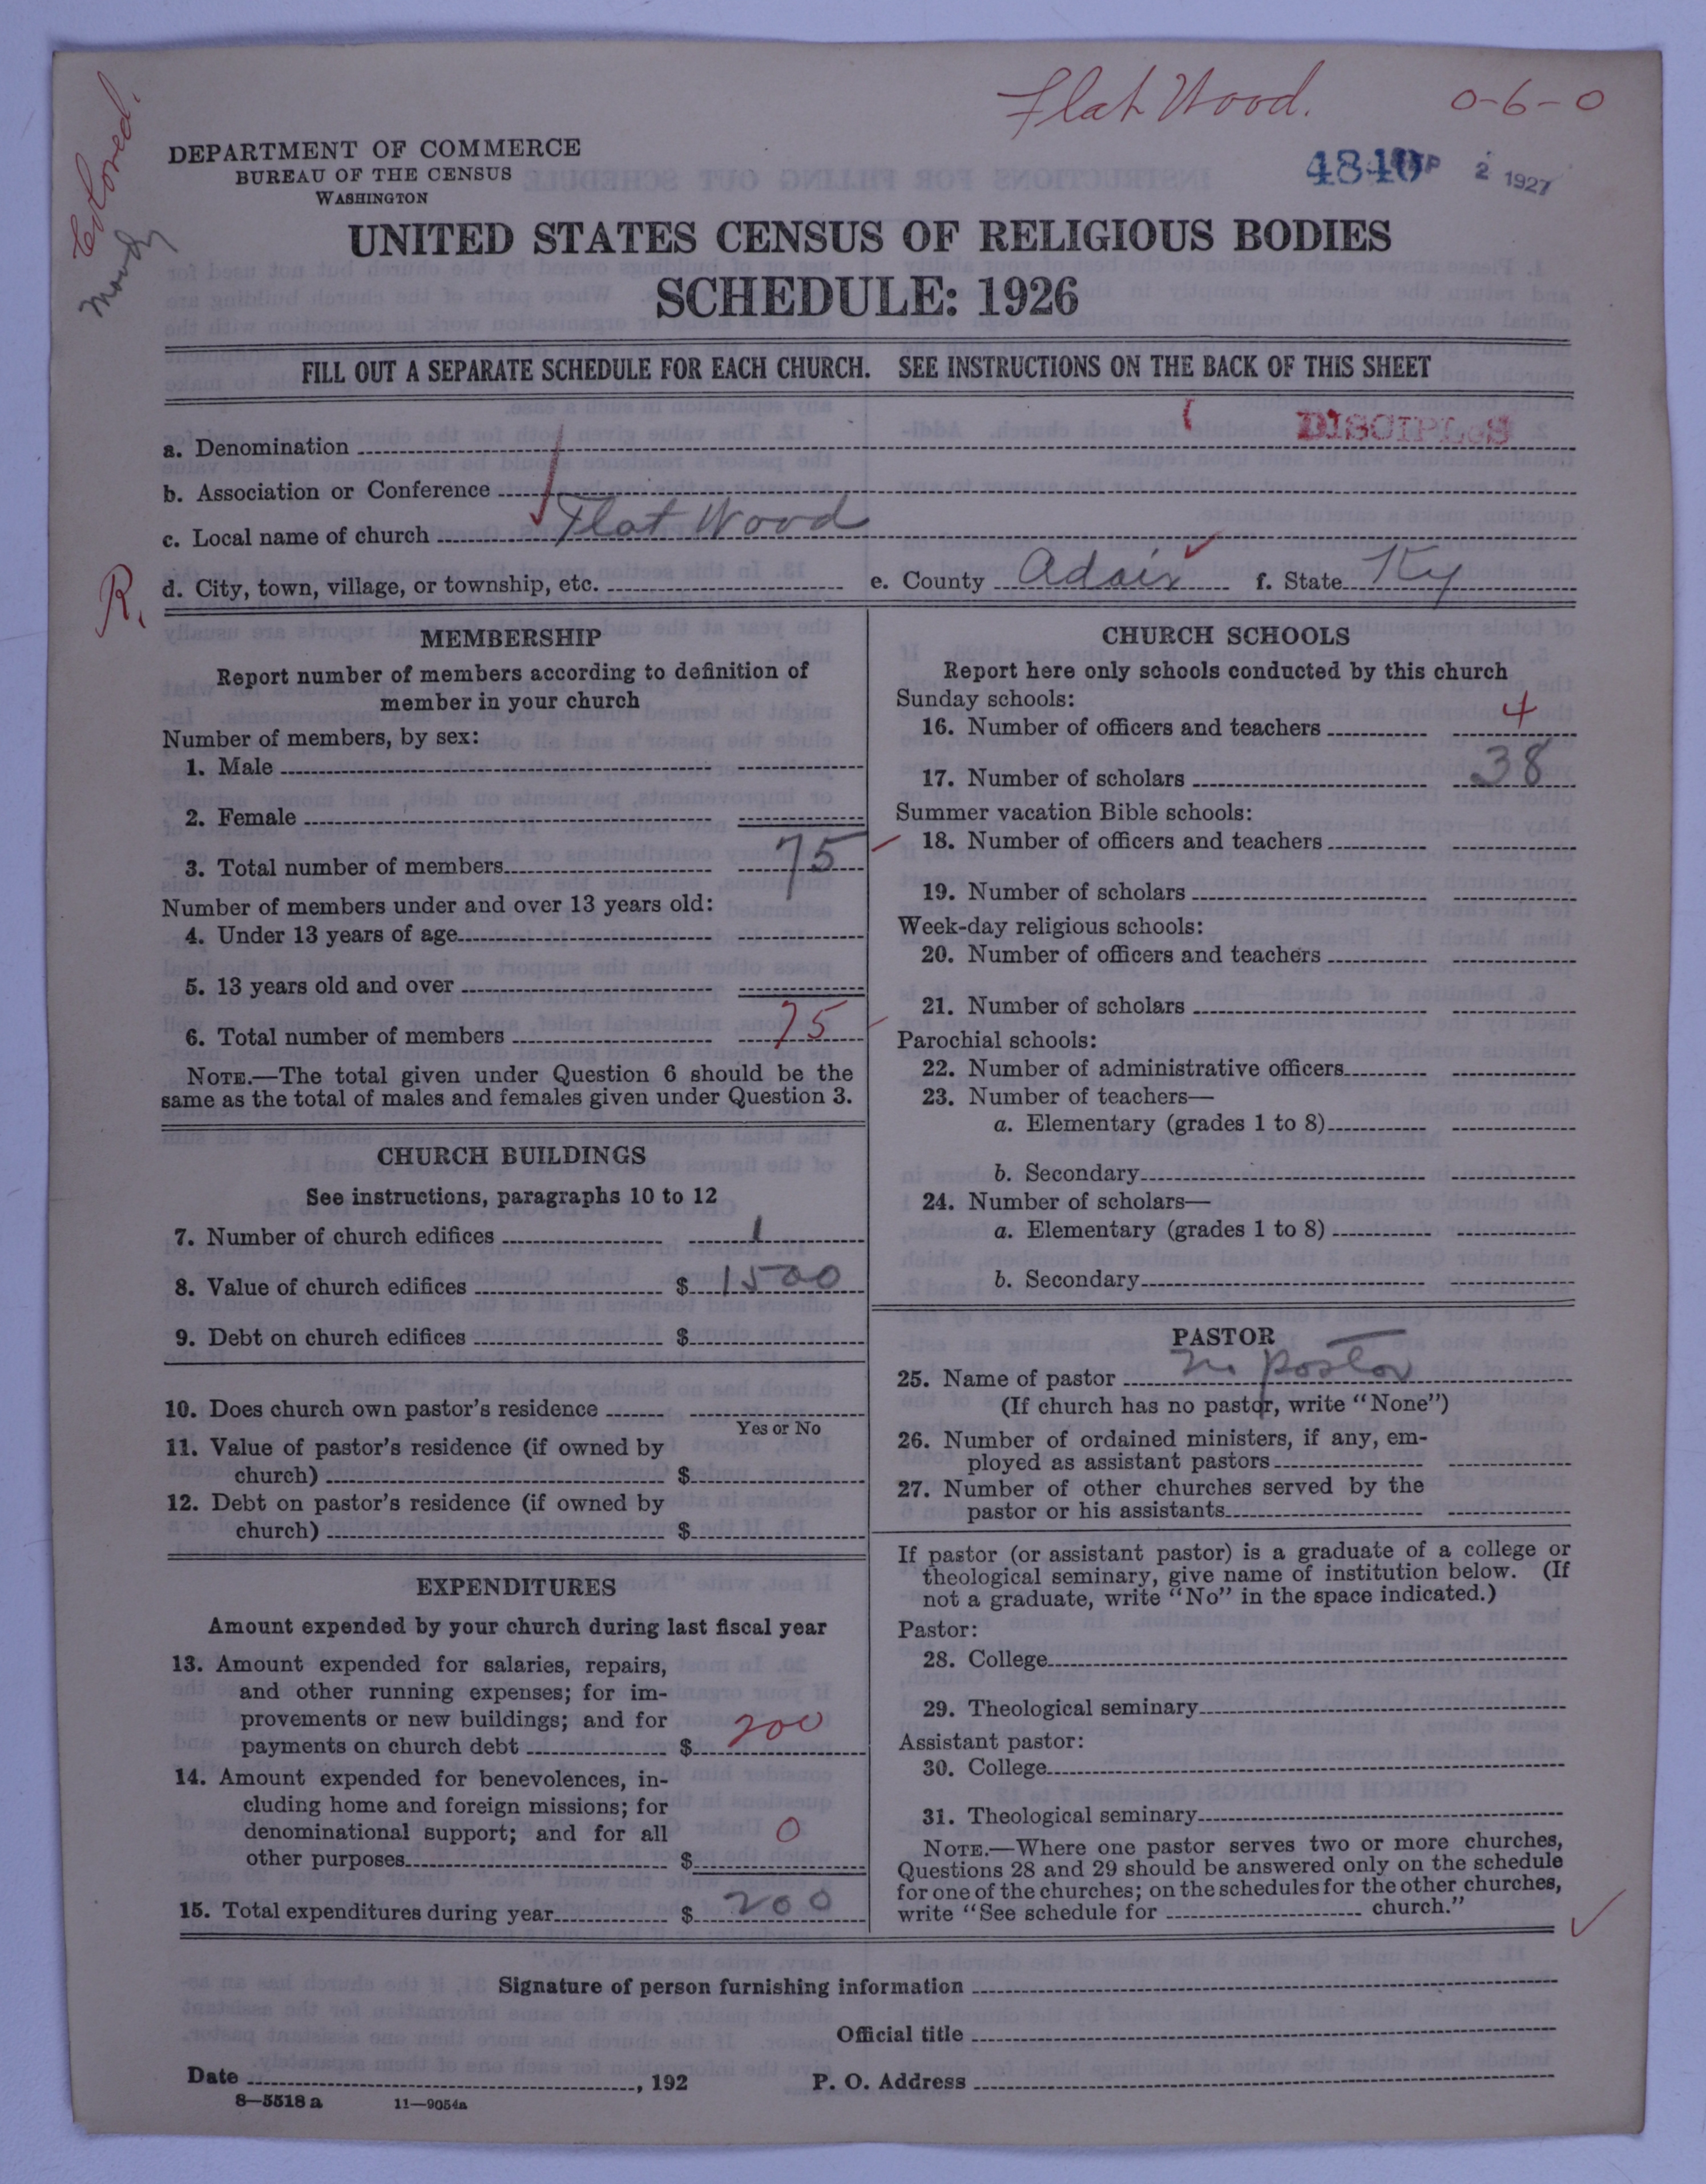 Colored.
Moody
Flat Wood. 0-6-0
DEPARTMENT OF COMMERCE
BUREAU OF THE CENSUS
WASHINGTON
4840 SEP 2 1927
UNITED STATES CENSUS OF RELIGIOUS BODIES
SCHEDULE: 1926
FILL OUT A SEPARATE SCHEDULE FOR EACH CHURCH. SEE INSTRUCTIONS ON THE BACK OF THIS SHEET
a. Denomination DISCIPLES
b. Association or Conference
c. Local name of church Flat Wood
R.
d. City, town, village, or township, etc. e. County Adair f. State Ky
MEMBERSHIP
Report number of members according to definition of
member in your church
Number of members, by sex:
1. Male
2. Female
3. Total number of members 75
Number of members under and over 13 years old:
4. Under 13 years of age
5. 13 years old and over
6. Total number of members 75
NOTE.—The total given under Question 6 should be the
same as the total of males and females given under Question 3.
CHURCH BUILDINGS
See instructions, paragraphs 10 to 12
7. Number of church edifices 1
8. Value of church edifices $ 1500
9. Debt on church edifices $
10. Does church own pastor's residence
Yes or No
11. Value of pastor's residence (if owned by
church) $
12. Debt on pastor's residence (if owned by
church) $
EXPENDITURES
Amount expended by your church during last fiscal year
13. Amount expended for salaries, repairs,
and other running expenses; for im-
provements or new buildings; and for
payments on church debt $ 200
14. Amount expended for benevolences, in-
cluding home and foreign missions; for
denominational support; and for all
other purposes $ 0
15. Total expenditures during year $ 200
CHURCH SCHOOLS
Report here only schools conducted by this church
Sunday schools:
16. Number of officers and teachers 4
17. Number of scholars 38
Summer vacation Bible schools:
18. Number of officers and teachers
19. Number of scholars
Week-day religious schools:
20. Number of officers and teachers
21. Number of scholars
Parochial schools:
22. Number of administrative officers
23. Number of teachers—
a. Elementary (grades 1 to 8)
b. Secondary
24. Number of scholars—
a. Elementary (grades 1 to 8)
b. Secondary
PASTOR
25. Name of pastor no pastor
(If church has no pastor, write "None")
26. Number of ordained ministers, if any, em-
ployed as assistant pastors
27. Number of other churches served by the
pastor or his assistants
If pastor (or assistant pastor) is a graduate of a college or
theological seminary, give name of institution below. (If
not a graduate, write "No" in the space indicated.)
Pastor:
28. College
29. Theological seminary
Assistant pastor:
30. College
31. Theological seminary
NOTE.—Where one pastor serves two or more churches,
Questions 28 and 29 should be answered only on the schedule
for one of the churches; on the schedules for the other churches,
write "See schedule for church."
Signature of person furnishing information
Official title
Date , 192 P. O. Address
8—5518 a 11—9054a